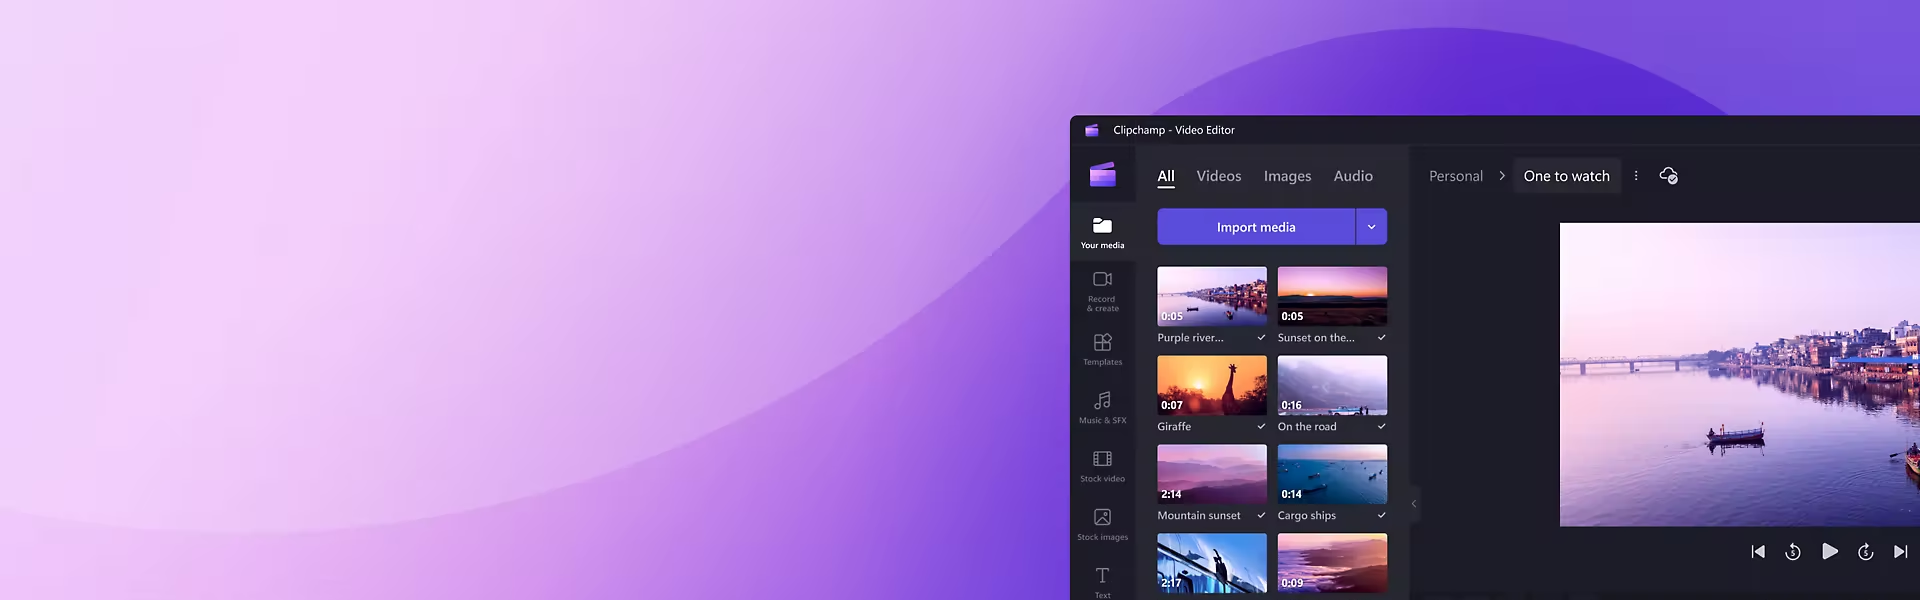 Clipchamp - Video Editor
All Videos Images Audio
Personal One to watch
Import media
Your media
Record
& create
Templates
Music & SFX
Stock video
Stock images
Text
0:05
Purple river...
0:05
Sunset on the...
0:07
Giraffe
0:16
On the road
2:14
Mountain sunset
0:14
Cargo ships
2:17
0:09
5
5